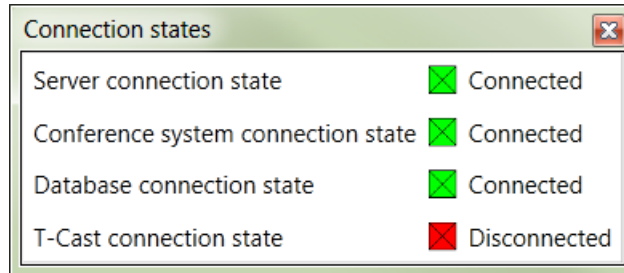 Connection states
Server connection state Connected
Conference system connection state Connected
Database connection state Connected
T-Cast connection state Disconnected